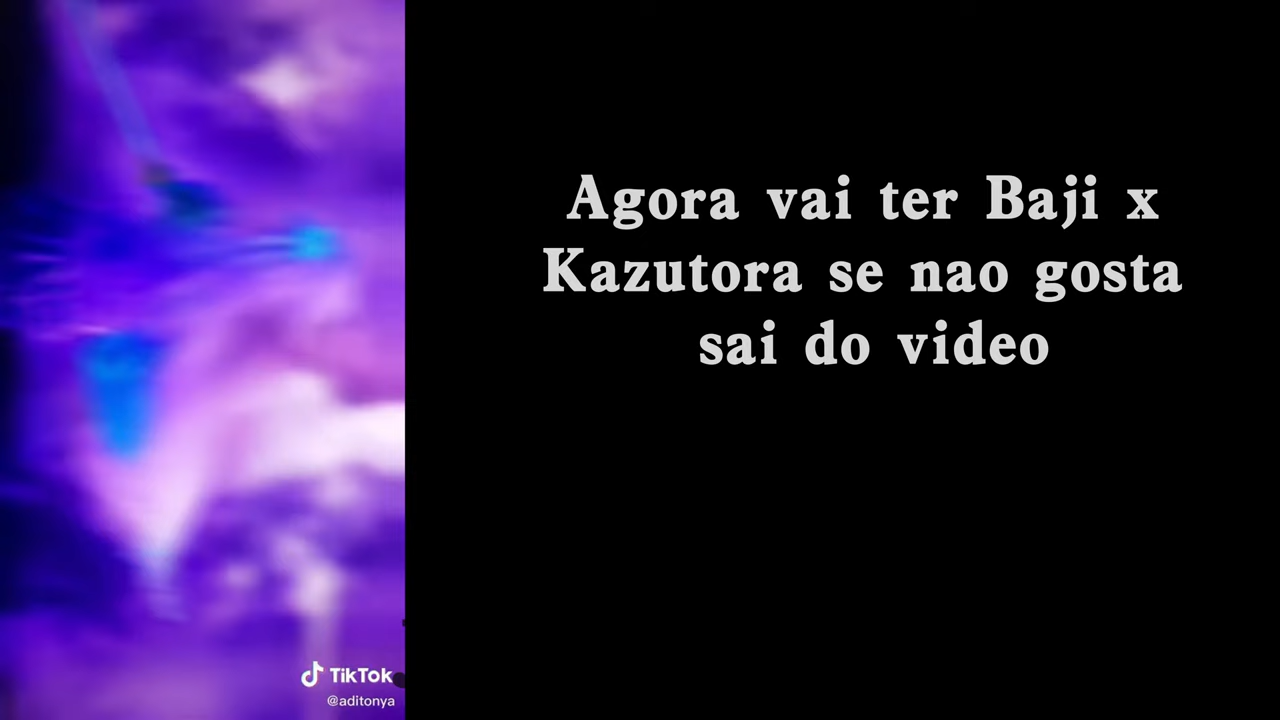 Agora vai ter Baji x
Kazutora se nao gosta
sai do video
TikTok
@aditonya